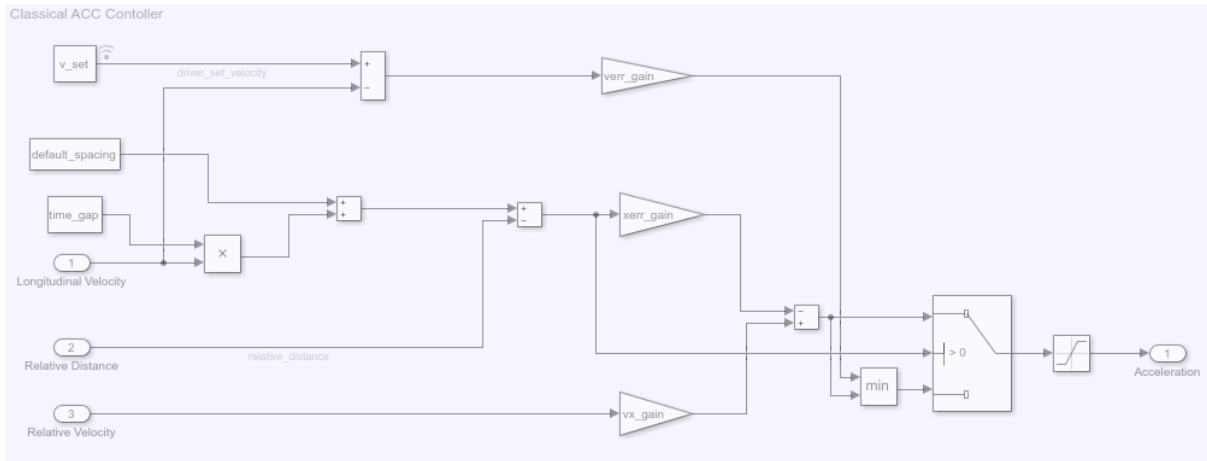 Classical ACC Contoller
v_set
driver_set_velocity
+
−
verr_gain
default_spacing
time_gap
+
+
+
−
xerr_gain
×
1
Longitudinal Velocity
−
+
> 0
2
Relative Distance
relative_distance
1
Acceleration
min
3
Relative Velocity
vx_gain